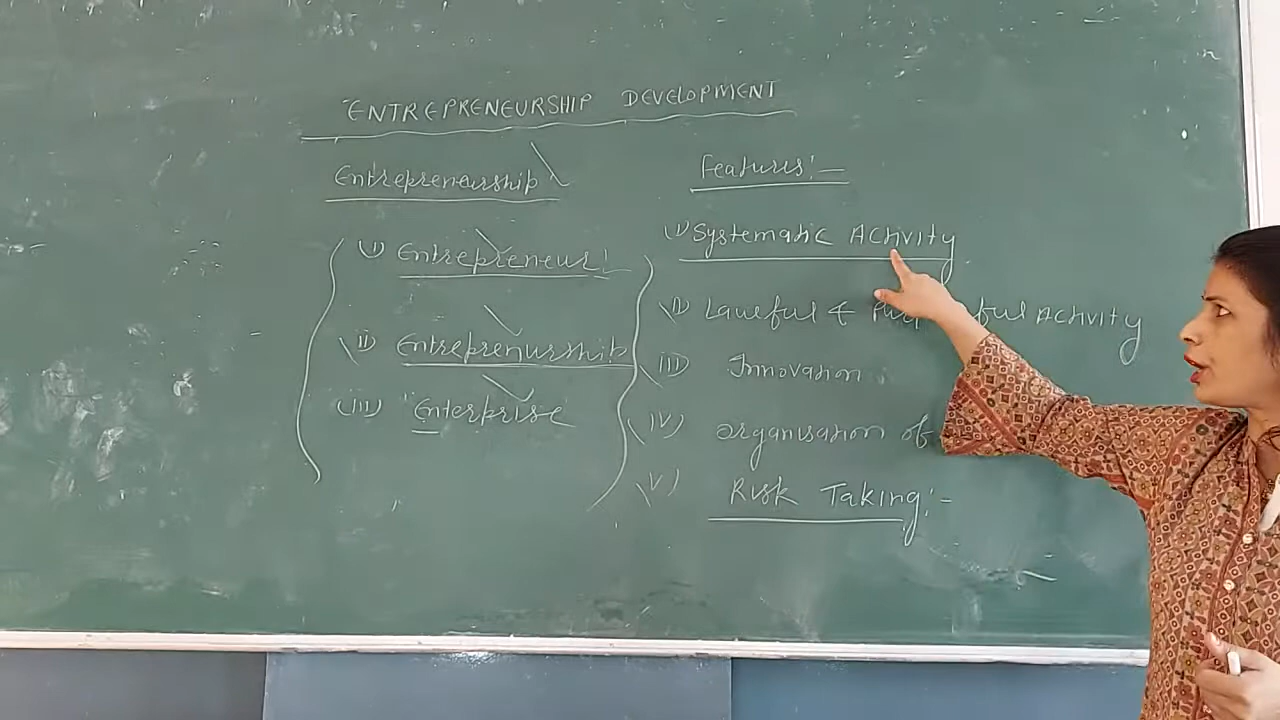 ENTREPRENEURSHIP DEVELOPMENT
Entrepreneurship
(i) Entrepreneur:
(ii) Entreprenurship
(iii) Enterprise
Features:-
(i) Systematic Activity
(ii) Lawful & Activity
(iii) Innovation
(iv) Organisation of
(v) Risk Taking:-